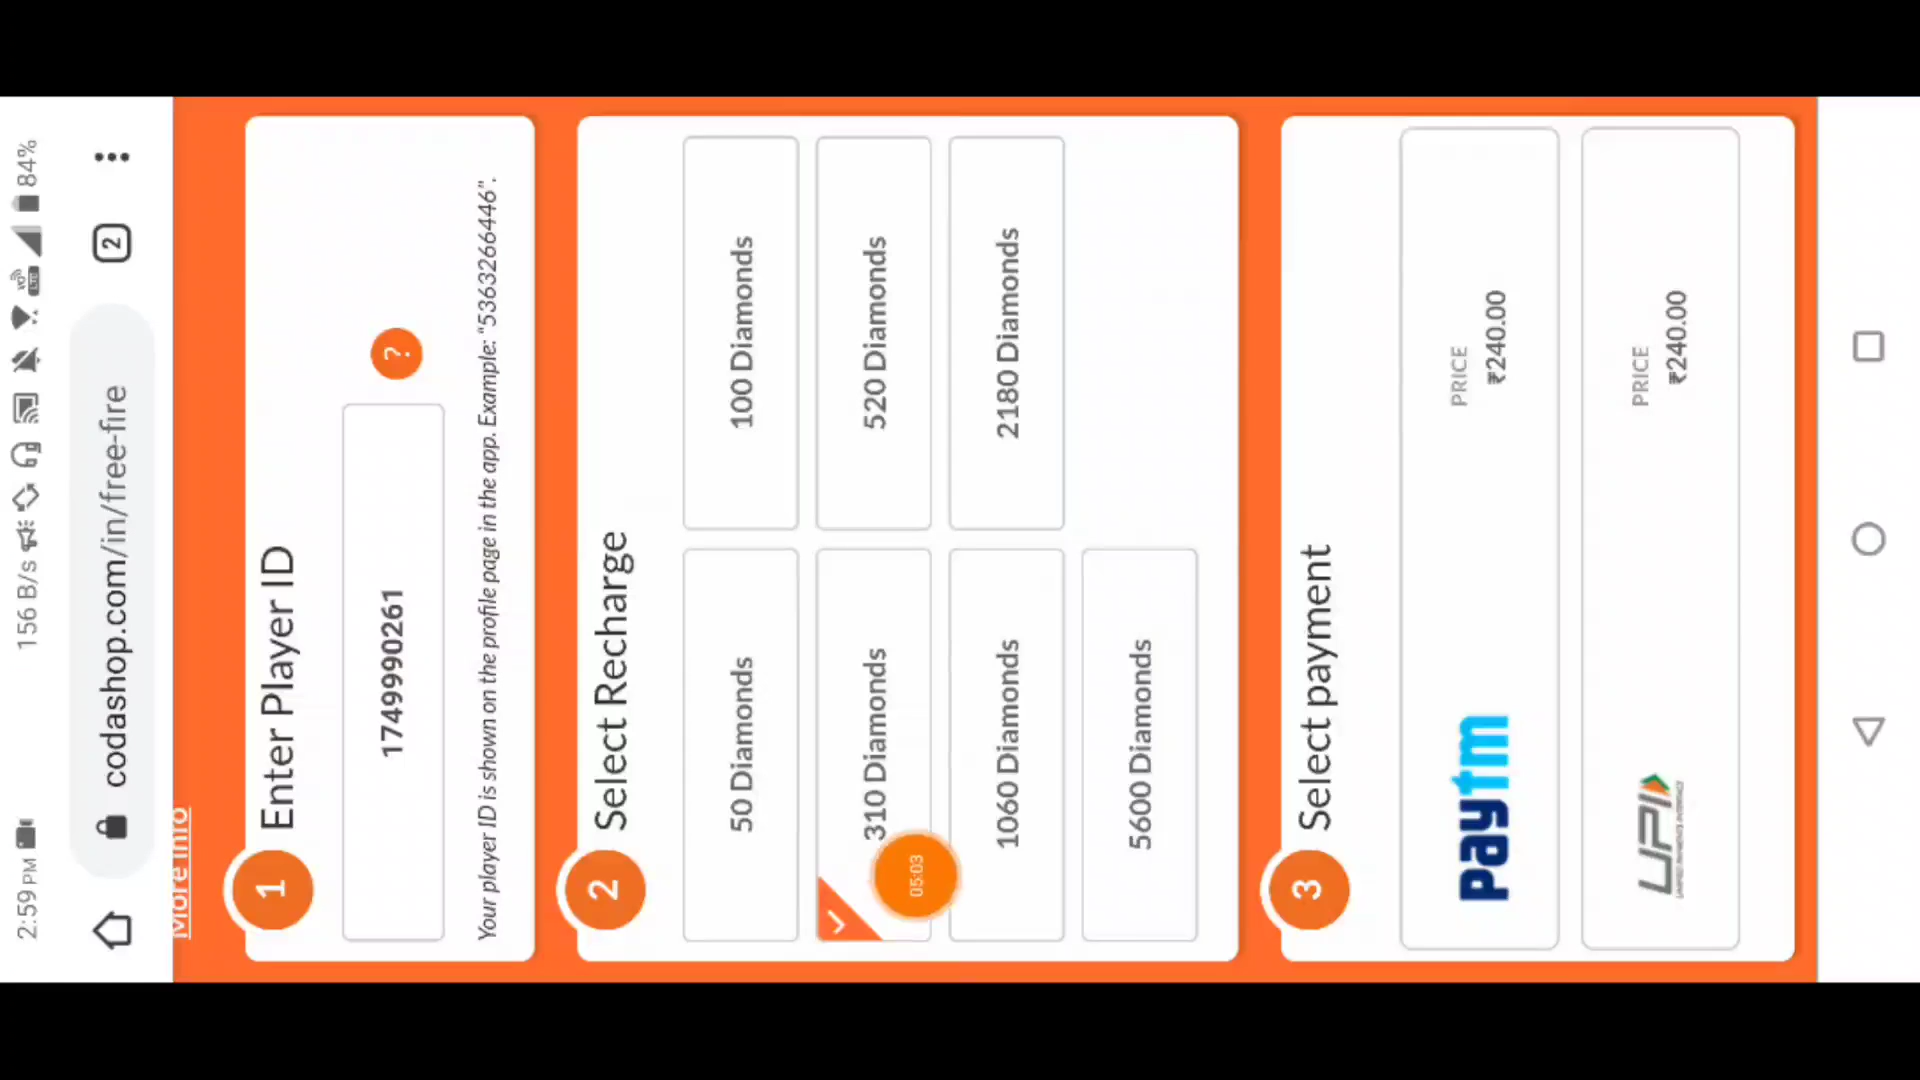 2:59 PM 156 B/s VO LTE 84%
codashop.com/in/free-fire 2
More Info
1 Enter Player ID
1749990261 ?
Your player ID is shown on the profile page in the app. Example: "5363266446".
2 Select Recharge
50 Diamonds 100 Diamonds
310 Diamonds 520 Diamonds
05:03
1060 Diamonds 2180 Diamonds
5600 Diamonds
3 Select payment
paytm PRICE
₹240.00
UPI PRICE
₹240.00